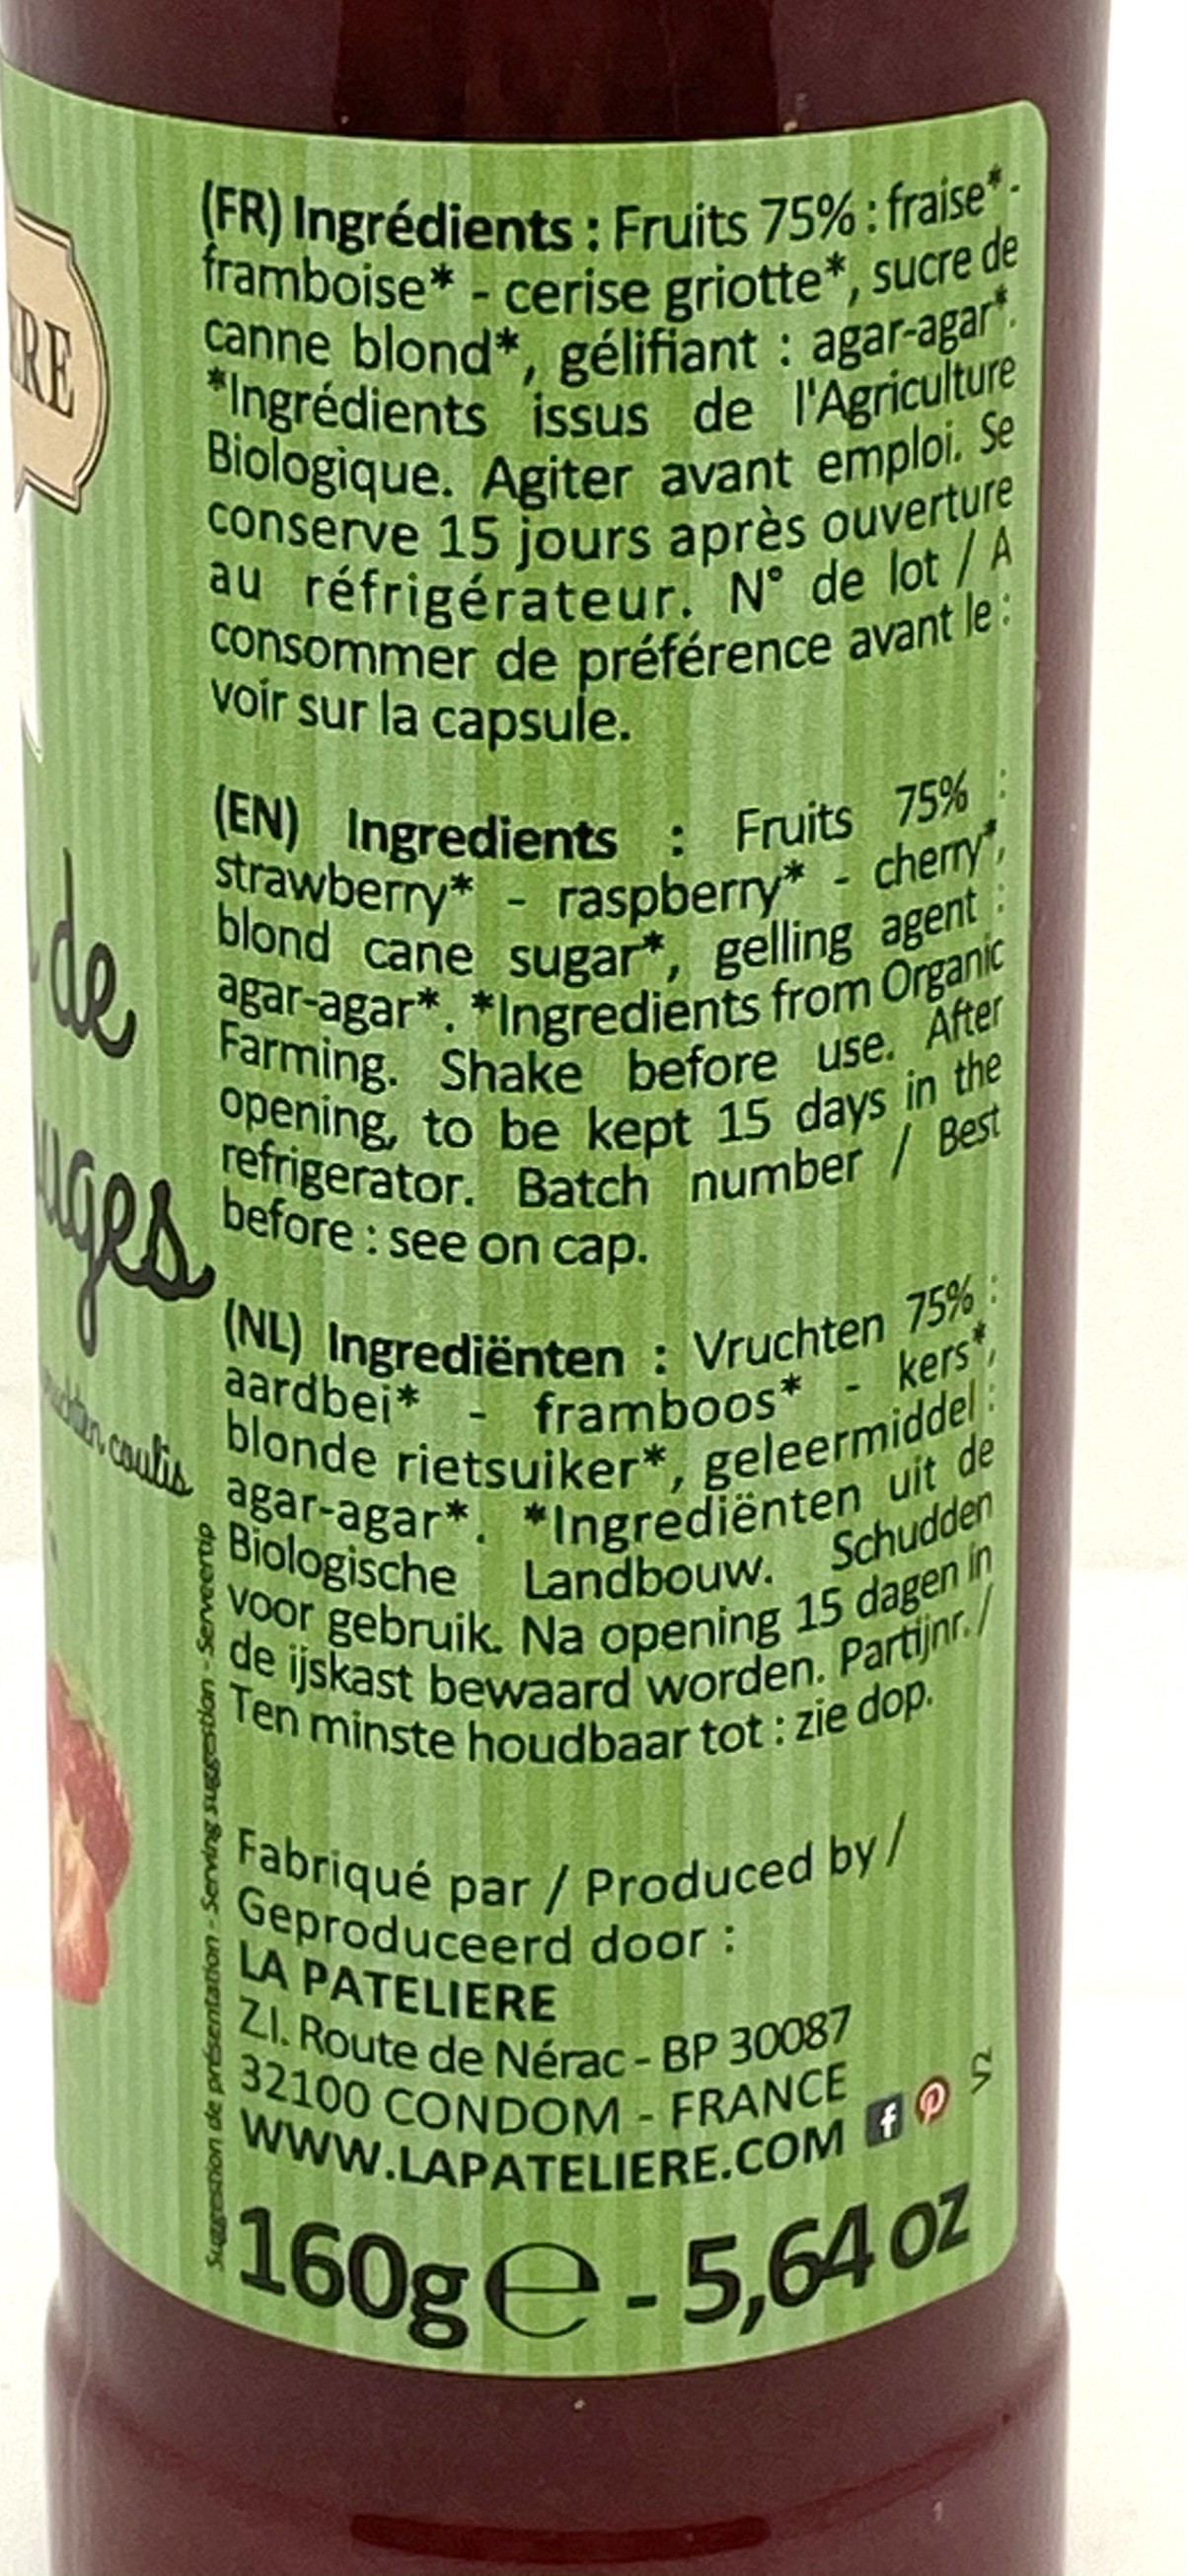 (FR) Ingrédients : Fruits 75% : fraise* -
framboise* - cerise griotte*, sucre de
canne blond*, gélifiant : agar-agar*.
*Ingrédients issus de l'Agriculture
Biologique. Agiter avant emploi. Se
conserve 15 jours après ouverture
au réfrigérateur. N° de lot / A
consommer de préférence avant le :
voir sur la capsule.
(EN) Ingredients : Fruits 75% :
strawberry* - raspberry* - cherry*,
blond cane sugar*, gelling agent :
agar-agar*. *Ingredients from Organic
Farming. Shake before use. After
opening, to be kept 15 days in the
refrigerator. Batch number / Best
before : see on cap.
(NL) Ingrediënten : Vruchten 75% :
aardbei* - framboos* - kers*,
blonde rietsuiker*, geleermiddel :
agar-agar*. *Ingrediënten uit de
Biologische Landbouw. Schudden
voor gebruik. Na opening 15 dagen in
de ijskast bewaard worden. Partijnr. /
Ten minste houdbaar tot : zie dop.
Fabriqué par / Produced by /
Geproduceerd door :
LA PATELIERE
Z.I. Route de Nérac - BP 30087
32100 CONDOM - FRANCE
WWW.LAPATELIERE.COM
160g e - 5,64 oz
Suggestion de présentation - Serving suggestion - Serveertip
de
coulis